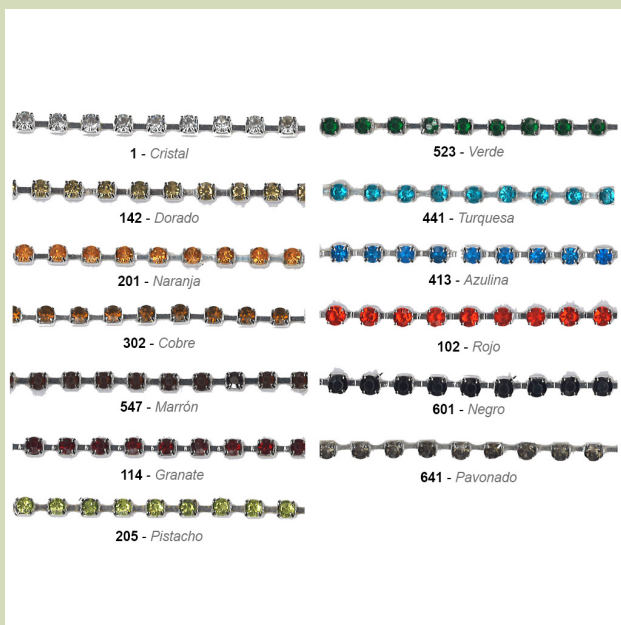 1 - Cristal
142 - Dorado
201 - Naranja
302 - Cobre
547 - Marrón
114 - Granate
205 - Pistacho
523 - Verde
441 - Turquesa
413 - Azulina
102 - Rojo
601 - Negro
641 - Pavonado